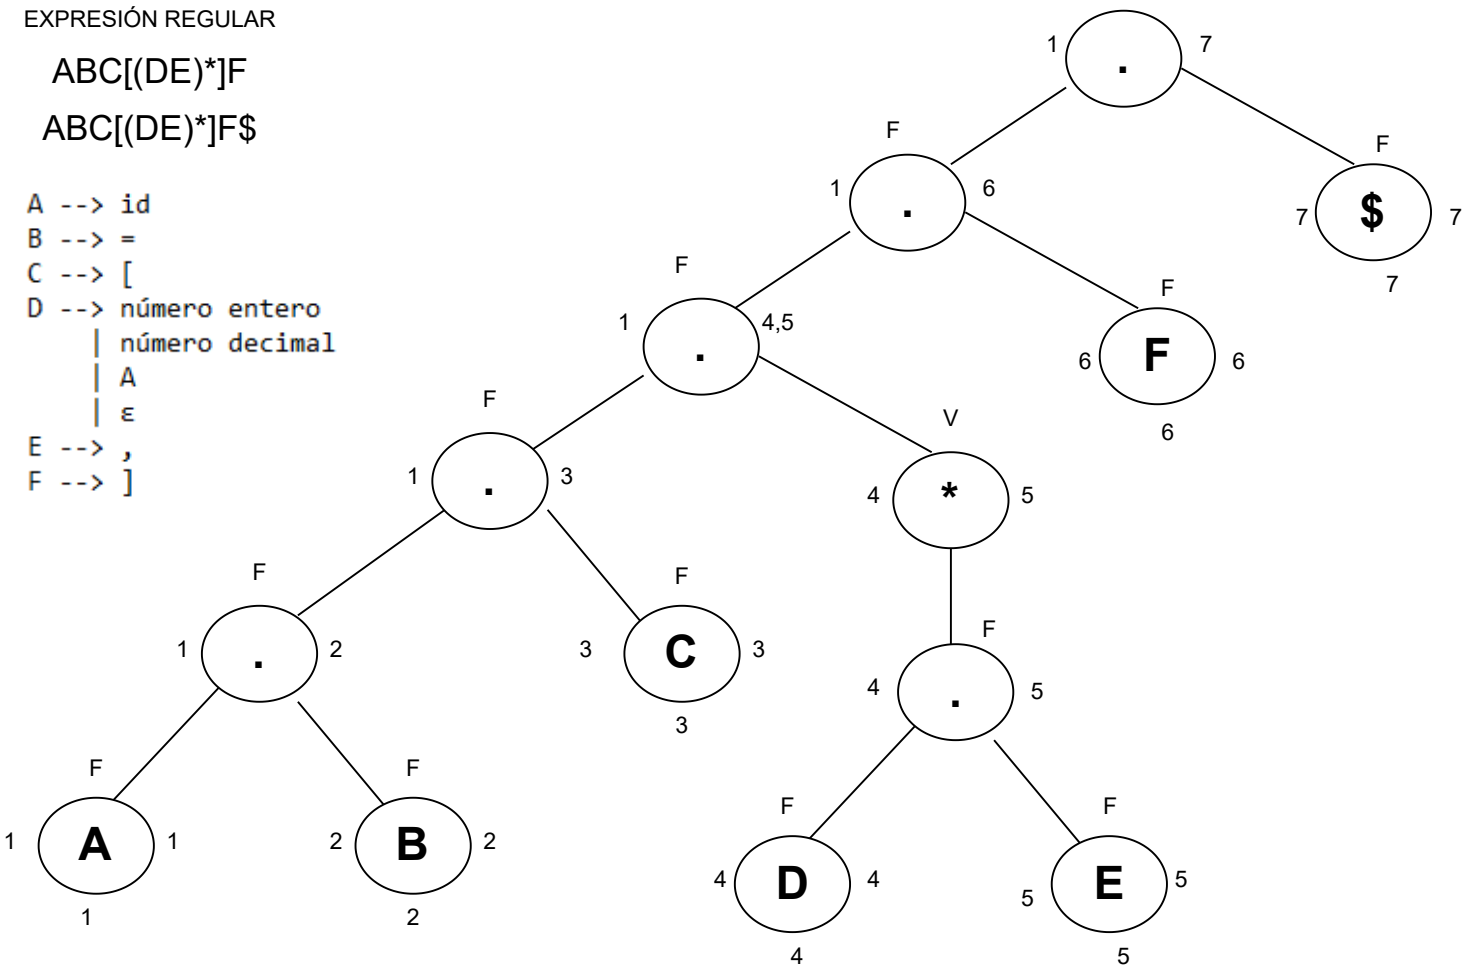 EXPRESIÓN REGULAR
ABC[(DE)*]F
ABC[(DE)*]F$
A --> id
B --> =
C --> [
D --> número entero
| número decimal
| A
| ε
E --> ,
F --> ]
1 . 7
F
F
1 . 6
7 $ 7
7
F
F
1 . 4,5
6 F 6
6
F
V
1 . 3
4 * 5
F
F
F
1 . 2
3 C 3
3
4 . 5
F
F
F
F
1 A 1
1
2 B 2
2
4 D 4
4
5 E 5
5